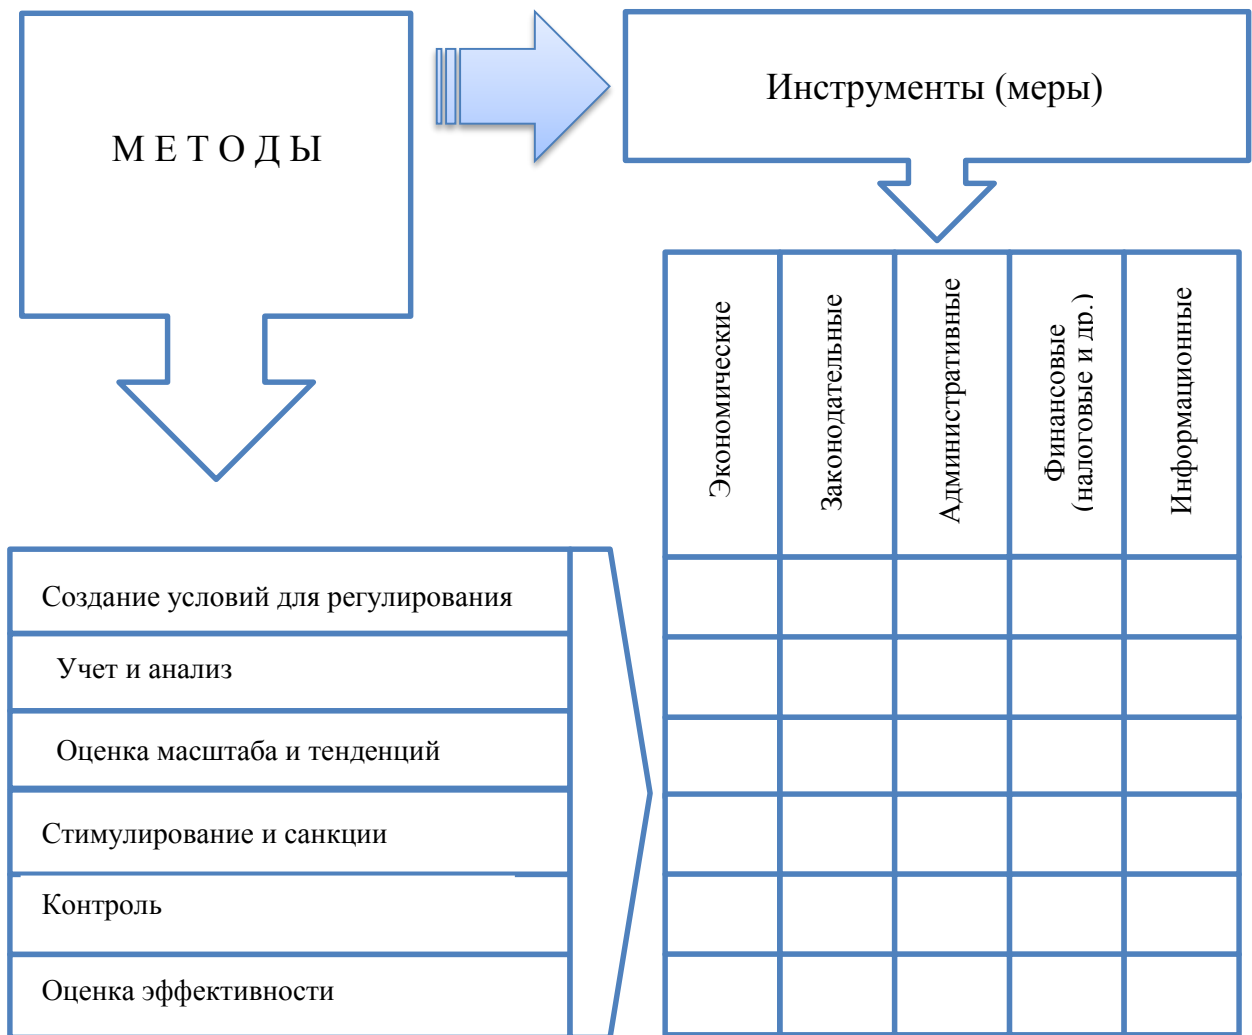 М Е Т О Д Ы
Инструменты (меры)
Экономические
Законодательные
Административные
Финансовые
(налоговые и др.)
Информационные
Создание условий для регулирования
Учет и анализ
Оценка масштаба и тенденций
Стимулирование и санкции
Контроль
Оценка эффективности